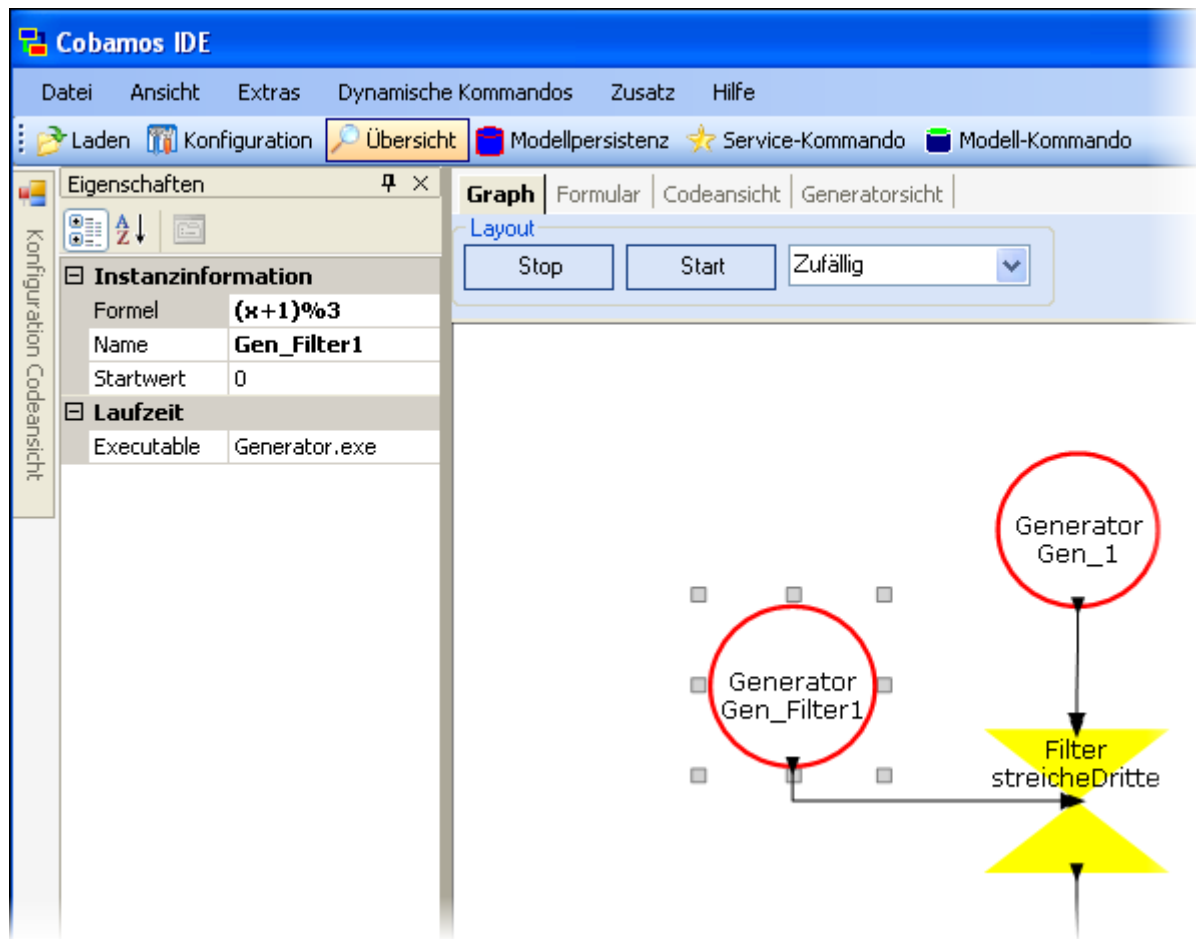 Cobamos IDE
Datei Ansicht Extras Dynamische Kommandos Zusatz Hilfe
Laden Konfiguration Übersicht Modellpersistenz Service-Kommando Modell-Kommando
Konfiguration Codeansicht
Eigenschaften
A
Z
Instanzinformation
Formel (x+1)%3
Name Gen_Filter1
Startwert 0
Laufzeit
Executable Generator.exe
Graph Formular Codeansicht Generatorsicht
Layout
Stop Start Zufällig
Generator
Gen_1
Generator
Gen_Filter1
Filter
streicheDritte